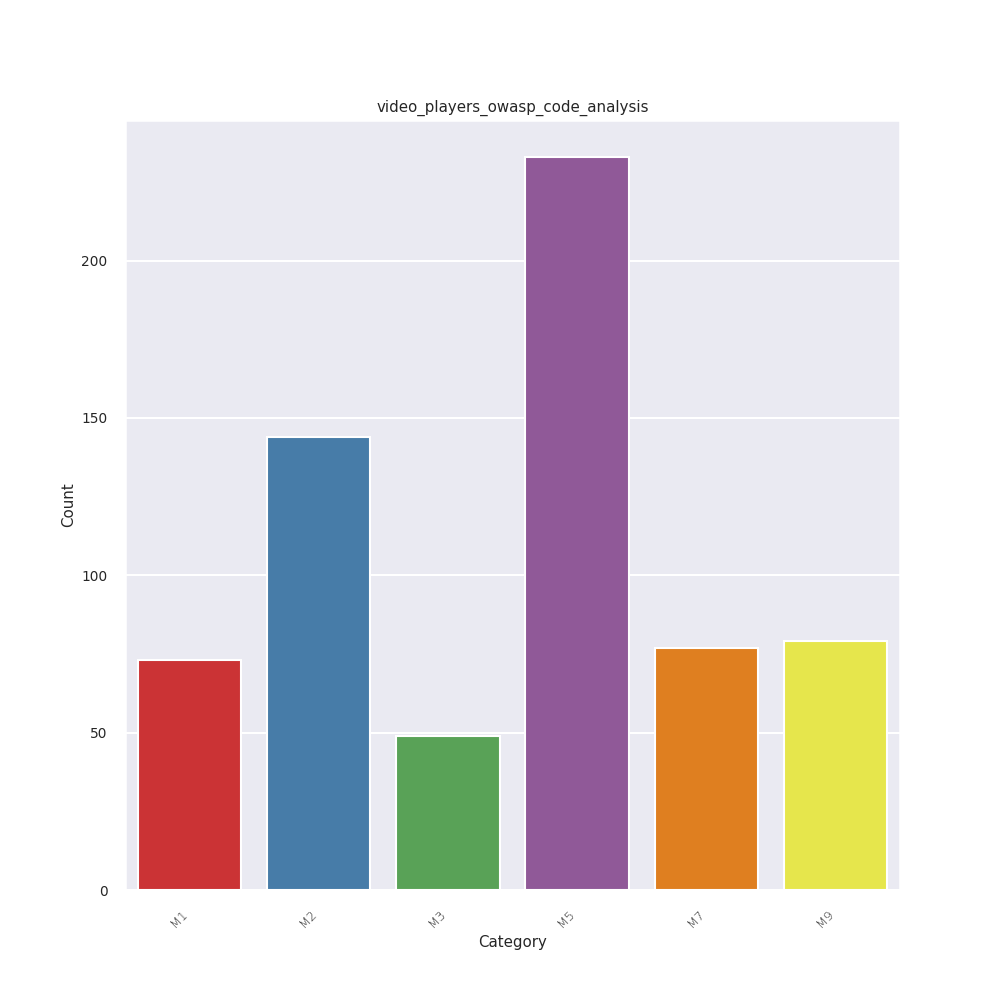 video_players_owasp_code_analysis
Count
200
150
100
50
0
M1
M2
M3
M5
M7
M9
Category